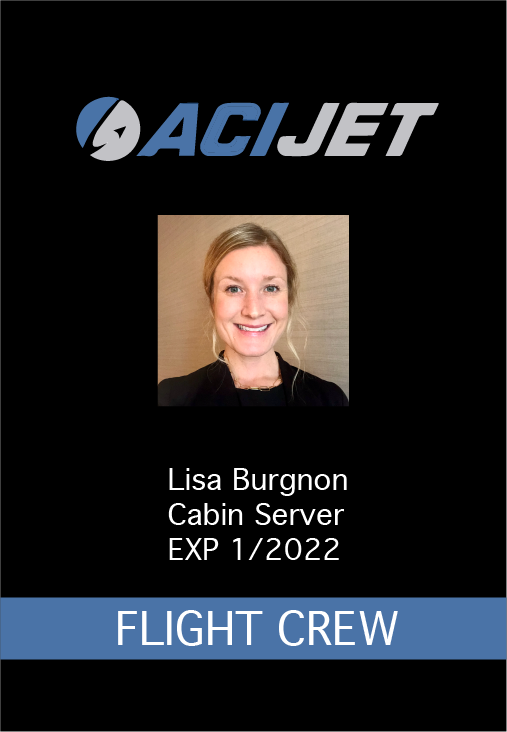 ACIJET
Lisa Burgnon
Cabin Server
EXP 1/2022
FLIGHT CREW